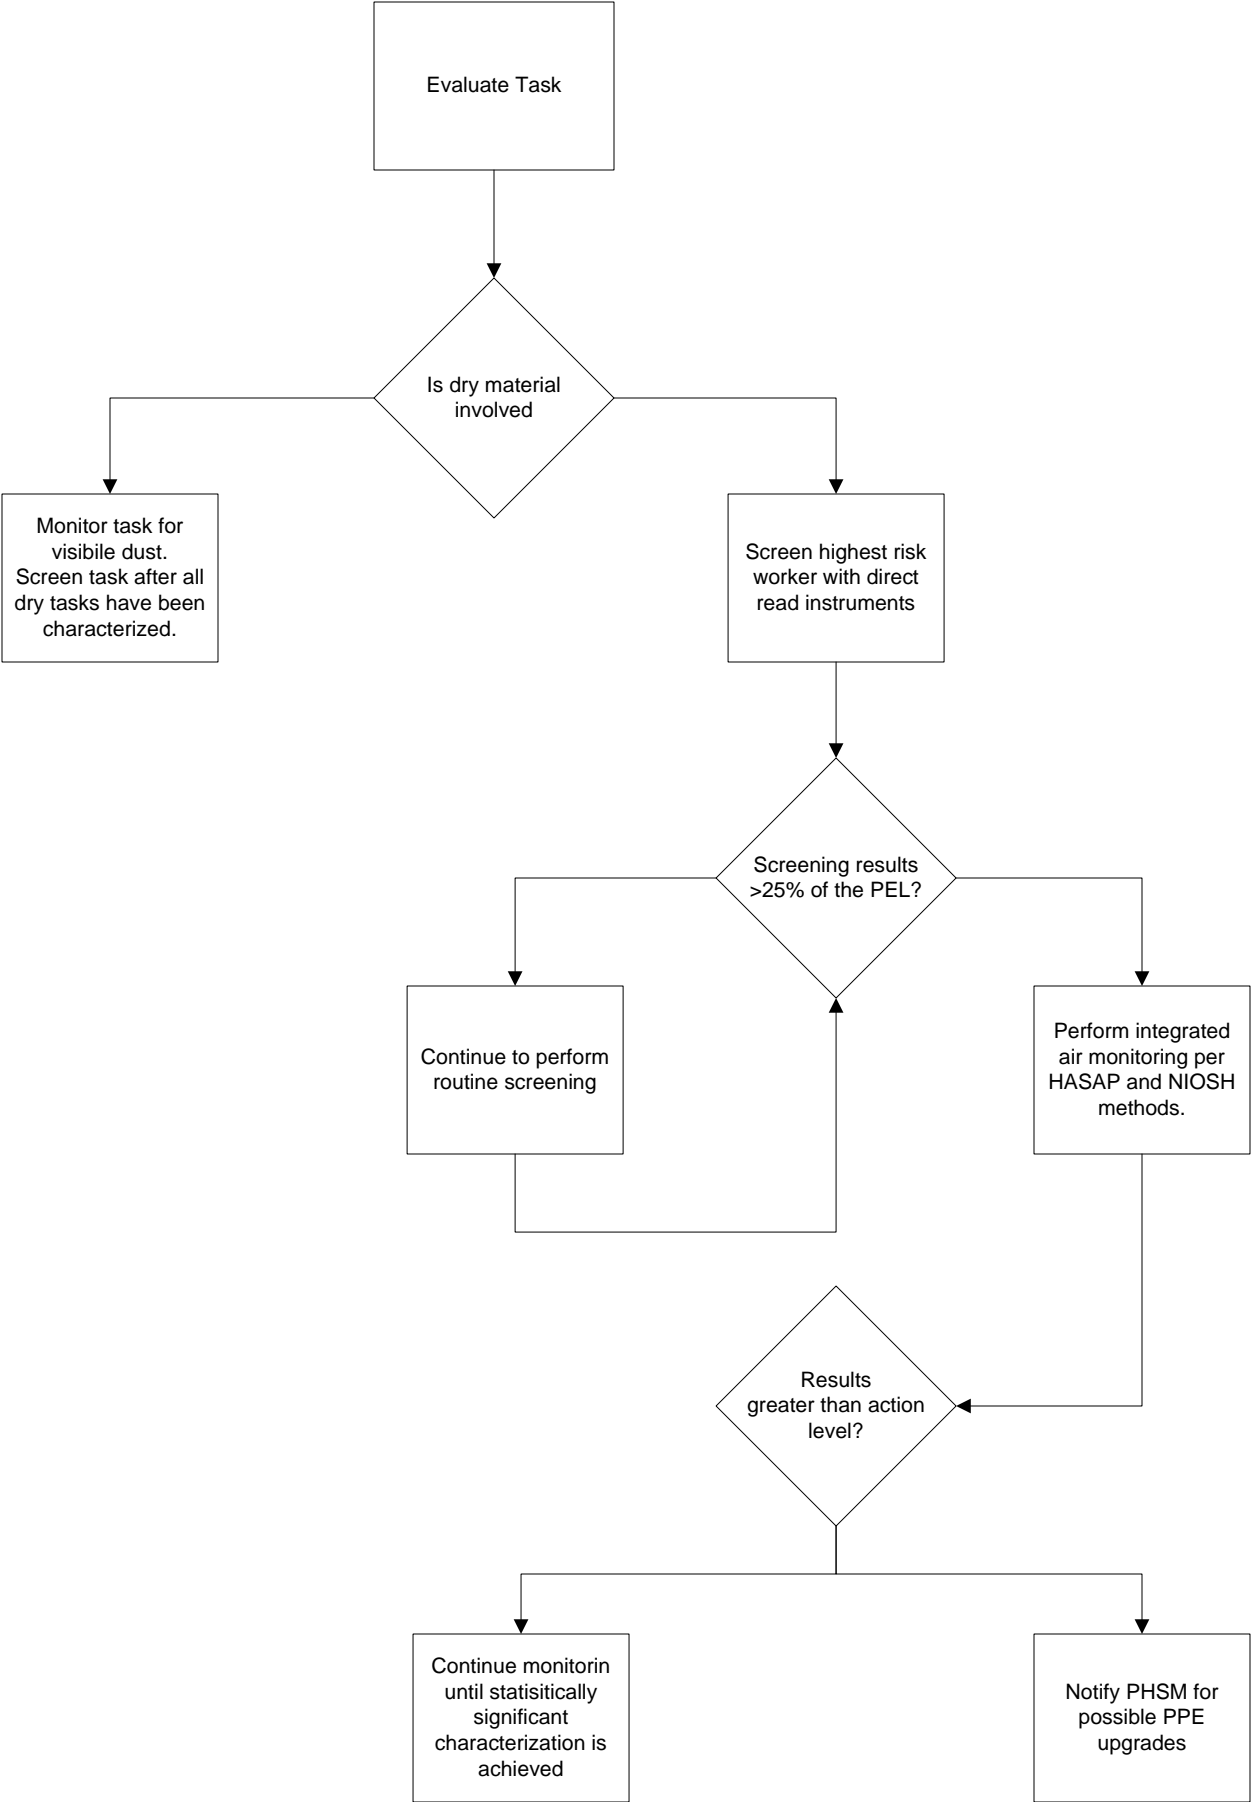 Evaluate Task
Is dry material
involved
Monitor task for
visibile dust.
Screen task after all
dry tasks have been
characterized.
Screen highest risk
worker with direct
read instruments
Screening results
>25% of the PEL?
Continue to perform
routine screening
Perform integrated
air monitoring per
HASAP and NIOSH
methods.
Results
greater than action
level?
Continue monitorin
until statisitically
significant
characterization is
achieved
Notify PHSM for
possible PPE
upgrades